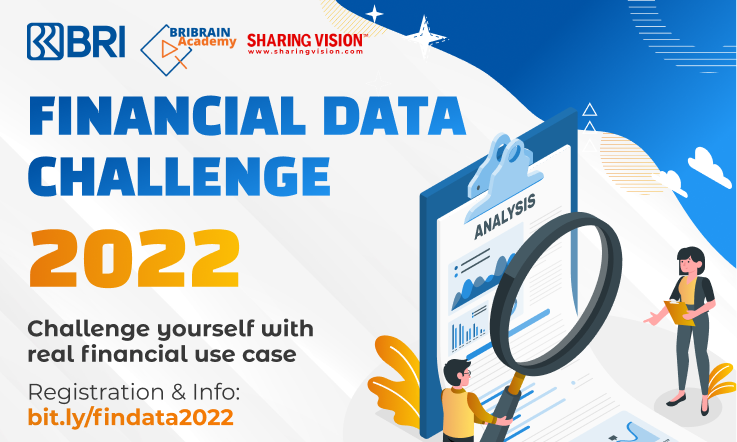 BRI
BRIBRAIN
Academy
SHARING VISION™
www.sharingvision.com
FINANCIAL DATA
CHALLENGE
2022
ANALYSIS
Challenge yourself with
real financial use case
Registration & Info:
bit.ly/findata2022